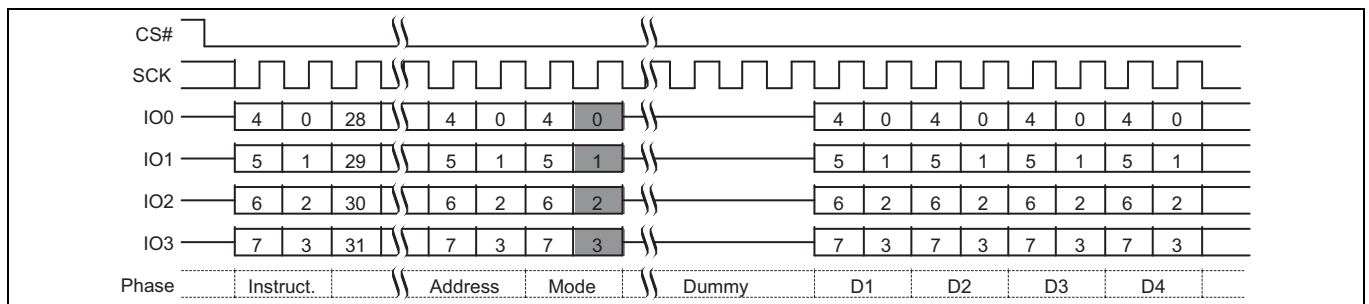 CS#
SCK
IO0 4 0 28 4 0 4 0 4 0 4 0 4 0 4 0
IO1 5 1 29 5 1 5 1 5 1 5 1 5 1 5 1
IO2 6 2 30 6 2 6 2 6 2 6 2 6 2 6 2
IO3 7 3 31 7 3 7 3 7 3 7 3 7 3 7 3
Phase Instruct. Address Mode Dummy D1 D2 D3 D4